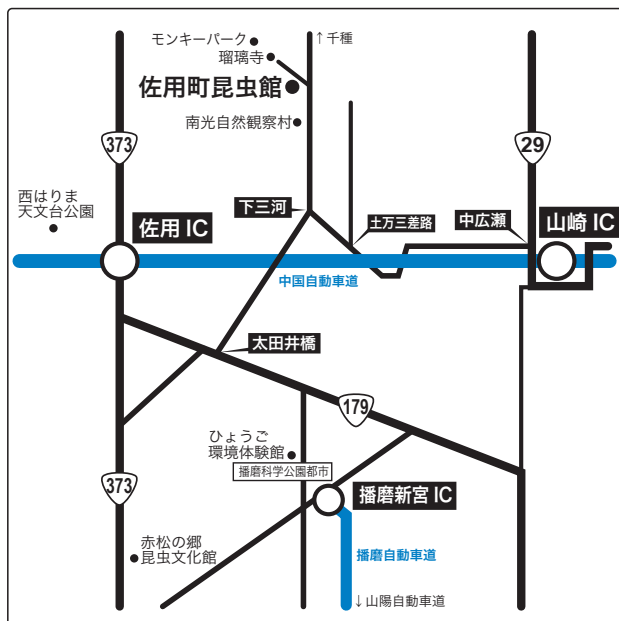 モンキーパーク
↑千種
瑠璃寺
佐用町昆虫館
南光自然観察村
373
29
西はりま
天文台公園
下三河
土万三差路
中広瀬
山崎 IC
佐用 IC
中国自動車道
太田井橋
179
ひょうご
環境体験館
播磨科学公園都市
373
播磨新宮 IC
赤松の郷
昆虫文化館
播磨自動車道
↓山陽自動車道